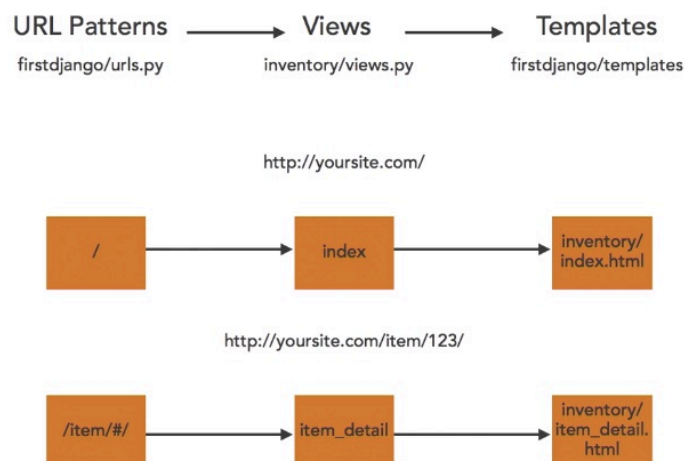 URL Patterns Views Templates
firstdjango/urls.py inventory/views.py firstdjango/templates
http://yoursite.com/
/ index inventory/
index.html
http://yoursite.com/item/123/
/item/#/ item_detail inventory/
item_detail.
html